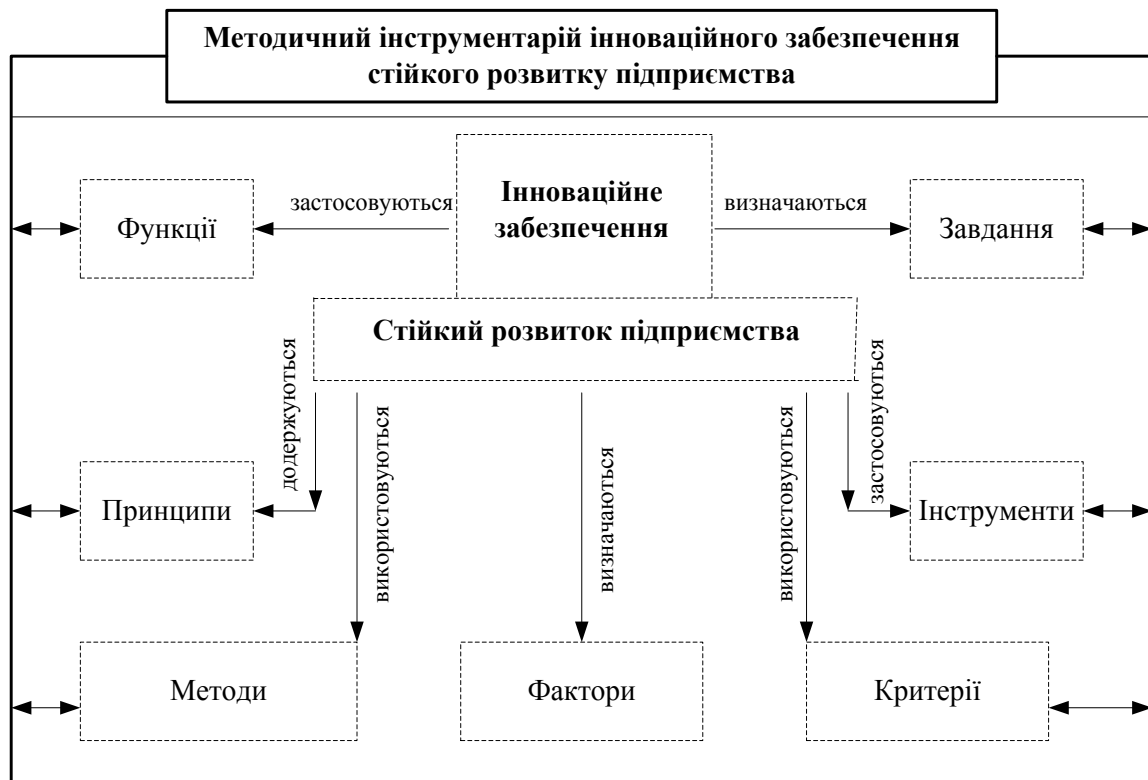 Методичний інструментарій інноваційного забезпечення
стійкого розвитку підприємства
Інноваційне
забезпечення
застосовуються
визначаються
Функції
Завдання
Стійкий розвиток підприємства
додержуються
використовуються
визначаються
використовуються
застосовуються
Принципи
Інструменти
Методи
Фактори
Критерії